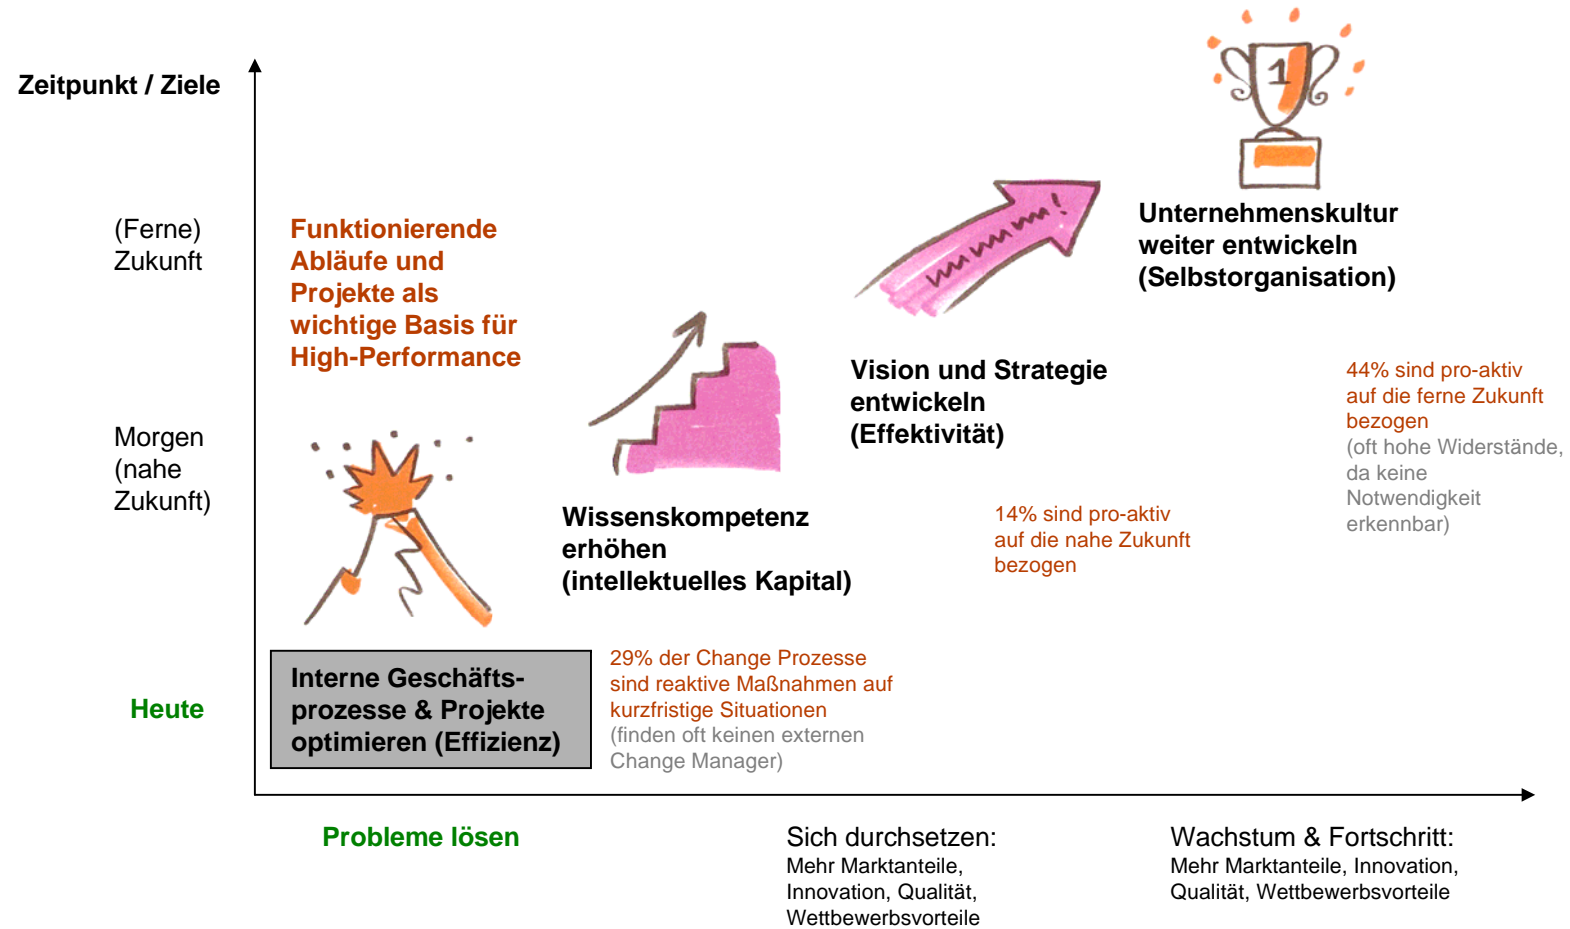 1
Zeitpunkt / Ziele
(Ferne)
Zukunft
Funktionierende
Abläufe und
Projekte als
wichtige Basis für
High-Performance
Unternehmenskultur
weiter entwickeln
(Selbstorganisation)
Vision und Strategie
entwickeln
(Effektivität)
44% sind pro-aktiv
auf die ferne Zukunft
bezogen
(oft hohe Widerstände,
da keine
Notwendigkeit
erkennbar)
Morgen
(nahe
Zukunft)
Wissenskompetenz
erhöhen
(intellektuelles Kapital)
14% sind pro-aktiv
auf die nahe Zukunft
bezogen
Heute
Interne Geschäfts-
prozesse & Projekte
optimieren (Effizienz)
29% der Change Prozesse
sind reaktive Maßnahmen auf
kurzfristige Situationen
(finden oft keinen externen
Change Manager)
Probleme lösen
Sich durchsetzen:
Mehr Marktanteile,
Innovation, Qualität,
Wettbewerbsvorteile
Wachstum & Fortschritt:
Mehr Marktanteile, Innovation,
Qualität, Wettbewerbsvorteile